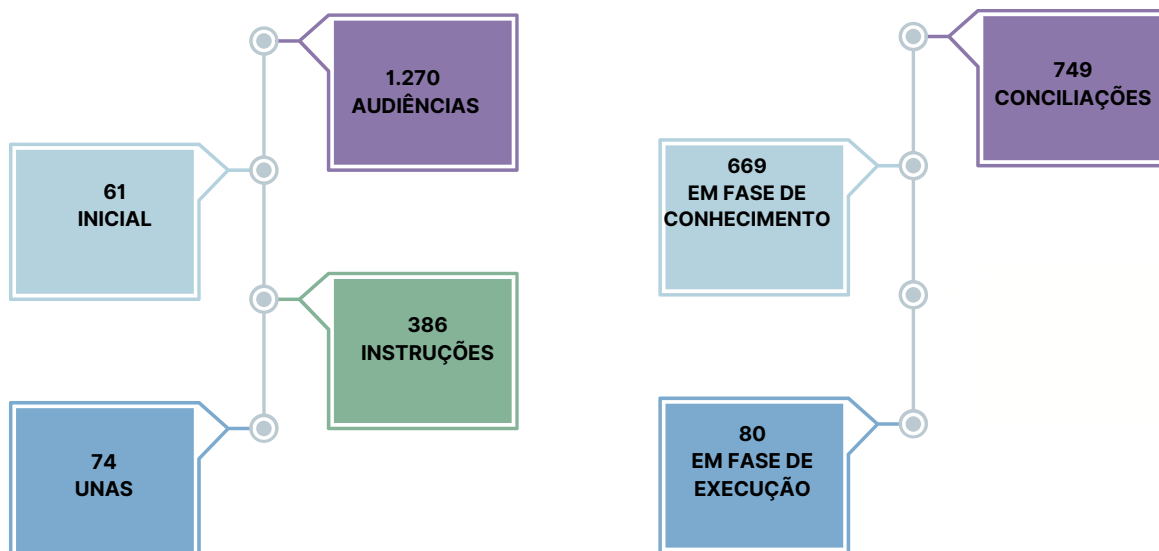 1.270
AUDIÊNCIAS
61
INICIAL
386
INSTRUÇÕES
74
UNAS
749
CONCILIAÇÕES
669
EM FASE DE
CONHECIMENTO
80
EM FASE DE
EXECUÇÃO